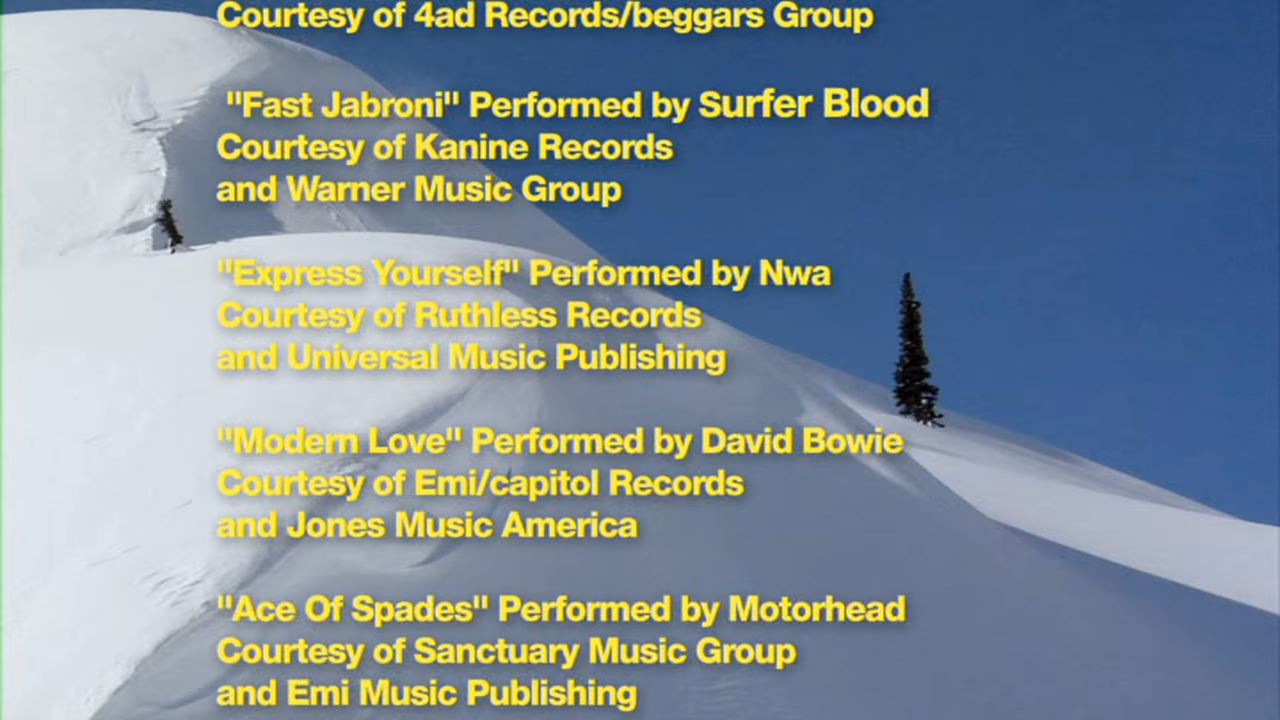 Courtesy of 4ad Records/beggars Group
"Fast Jabroni" Performed by Surfer Blood
Courtesy of Kanine Records
and Warner Music Group
"Express Yourself" Performed by Nwa
Courtesy of Ruthless Records
and Universal Music Publishing
"Modern Love" Performed by David Bowie
Courtesy of Emi/capitol Records
and Jones Music America
"Ace Of Spades" Performed by Motorhead
Courtesy of Sanctuary Music Group
and Emi Music Publishing